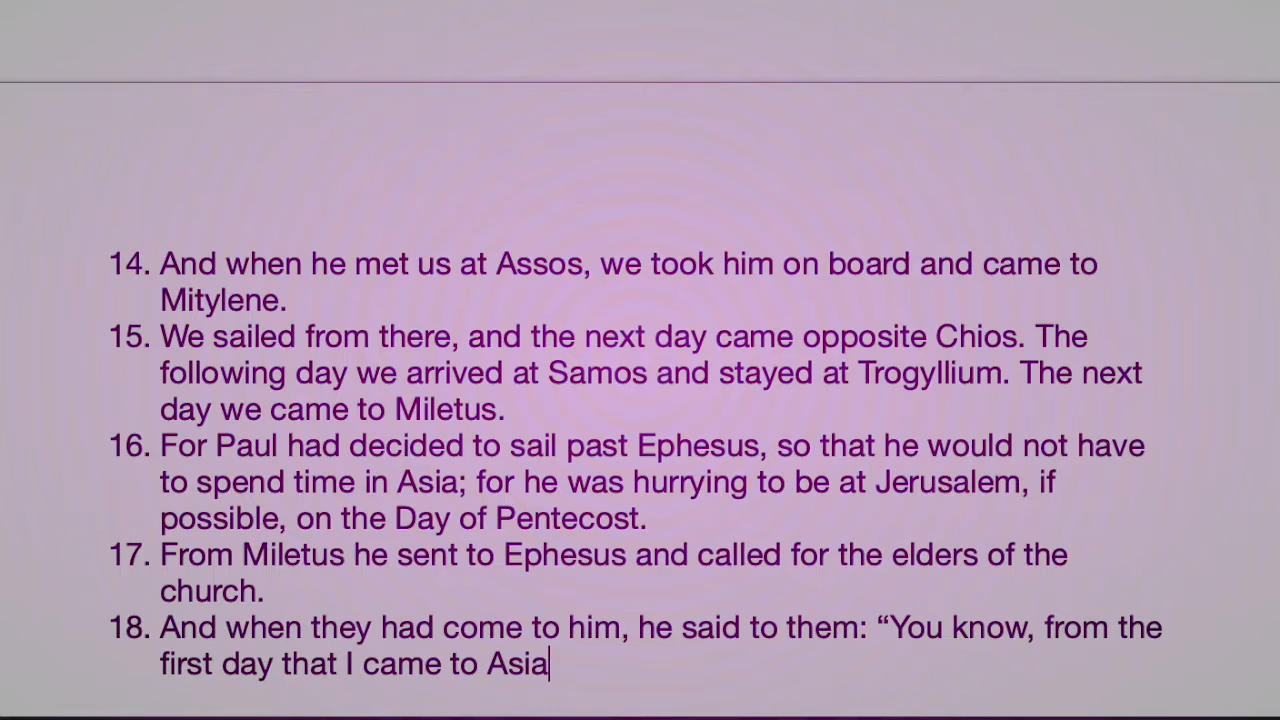 14. And when he met us at Assos, we took him on board and came to
Mitylene.
15. We sailed from there, and the next day came opposite Chios. The
following day we arrived at Samos and stayed at Trogyllium. The next
day we came to Miletus.
16. For Paul had decided to sail past Ephesus, so that he would not have
to spend time in Asia; for he was hurrying to be at Jerusalem, if
possible, on the Day of Pentecost.
17. From Miletus he sent to Ephesus and called for the elders of the
church.
18. And when they had come to him, he said to them: “You know, from the
first day that I came to Asia